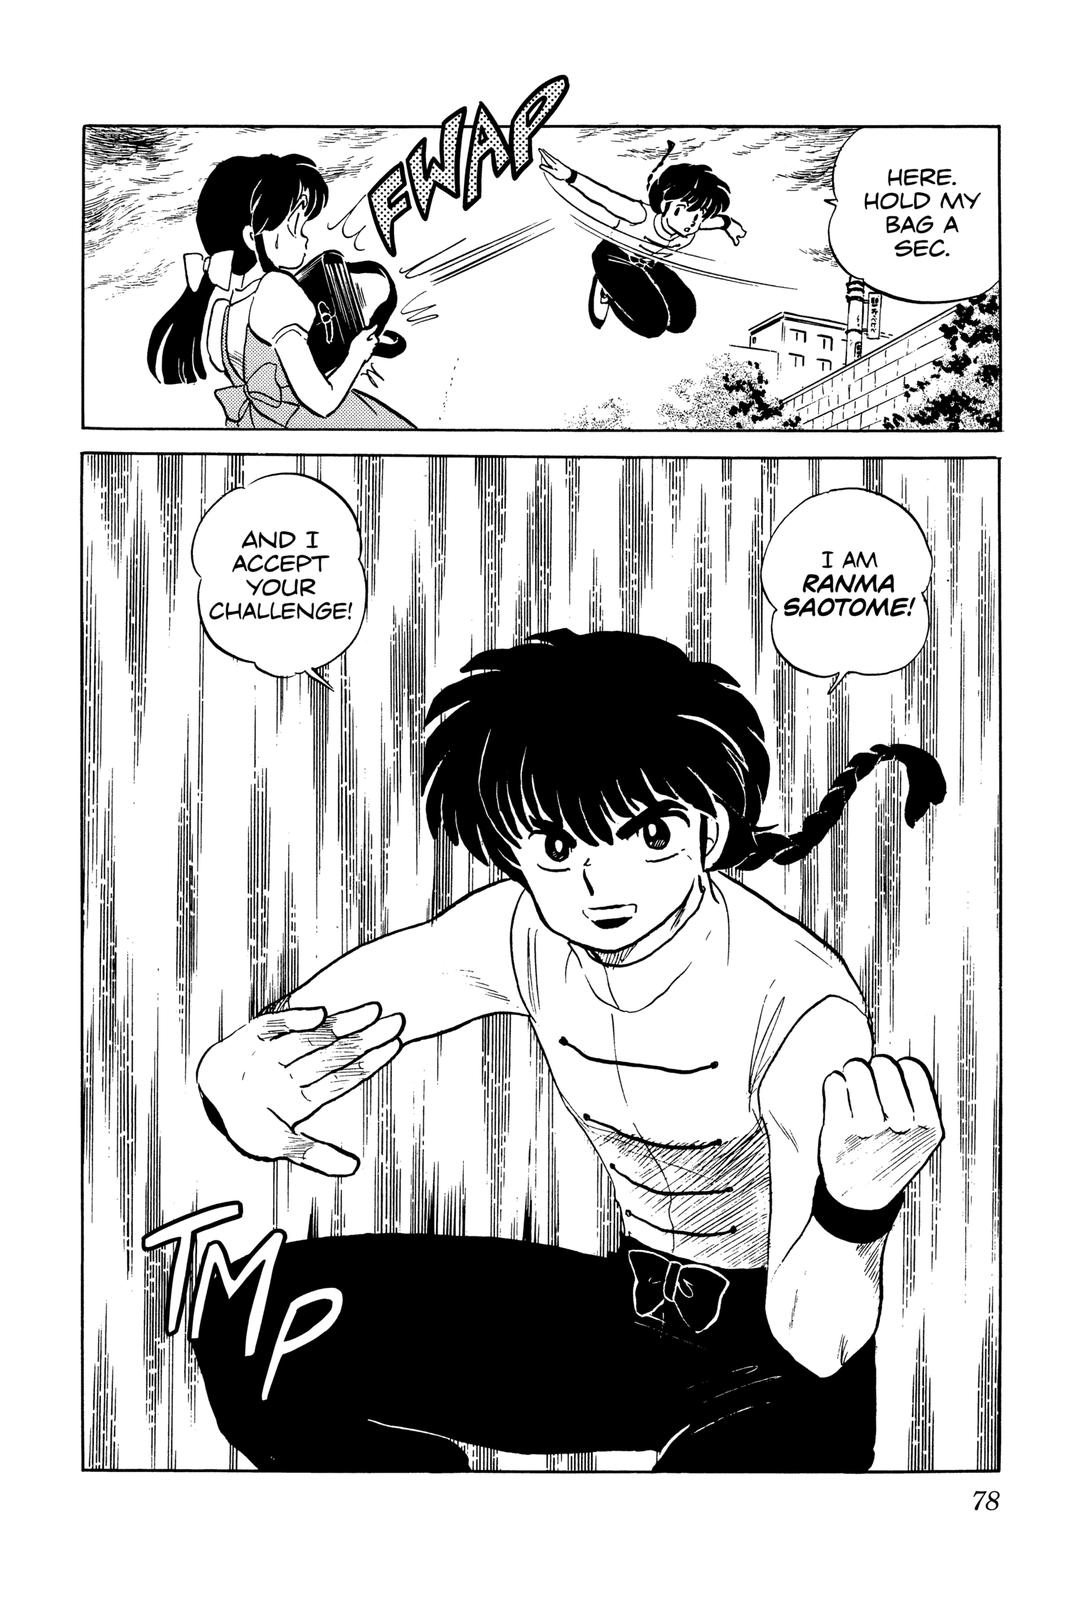 HERE.
HOLD MY
BAG A
SEC.
FWAP
I AM
RANMA
SAOTOME!
AND I
ACCEPT
YOUR
CHALLENGE!
TMP
78